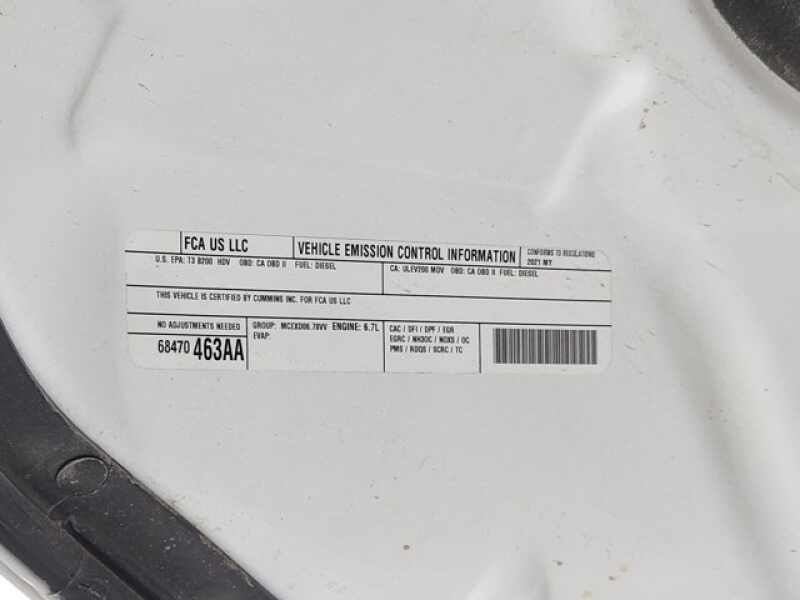 FCA US LLC
VEHICLE EMISSION CONTROL INFORMATION
CONFORMS TO REGULATIONS
2021 MY
U.S. EPA: T3 B200 HDV OBD: CA OBD II FUEL: DIESEL
CA: ULEV200 MDV OBD: CA OBD II FUEL: DIESEL
THIS VEHICLE IS CERTIFIED BY CUMMINS INC. FOR FCA US LLC
NO ADJUSTMENTS NEEDED
68470 463AA
GROUP: MCEXD06.78VV ENGINE: 6.7L
EVAP:
CAC / DFI / DPF / EGR
EGRC / NH3OC / NOXS / OC
PMS / RDQS / SCRC / TC